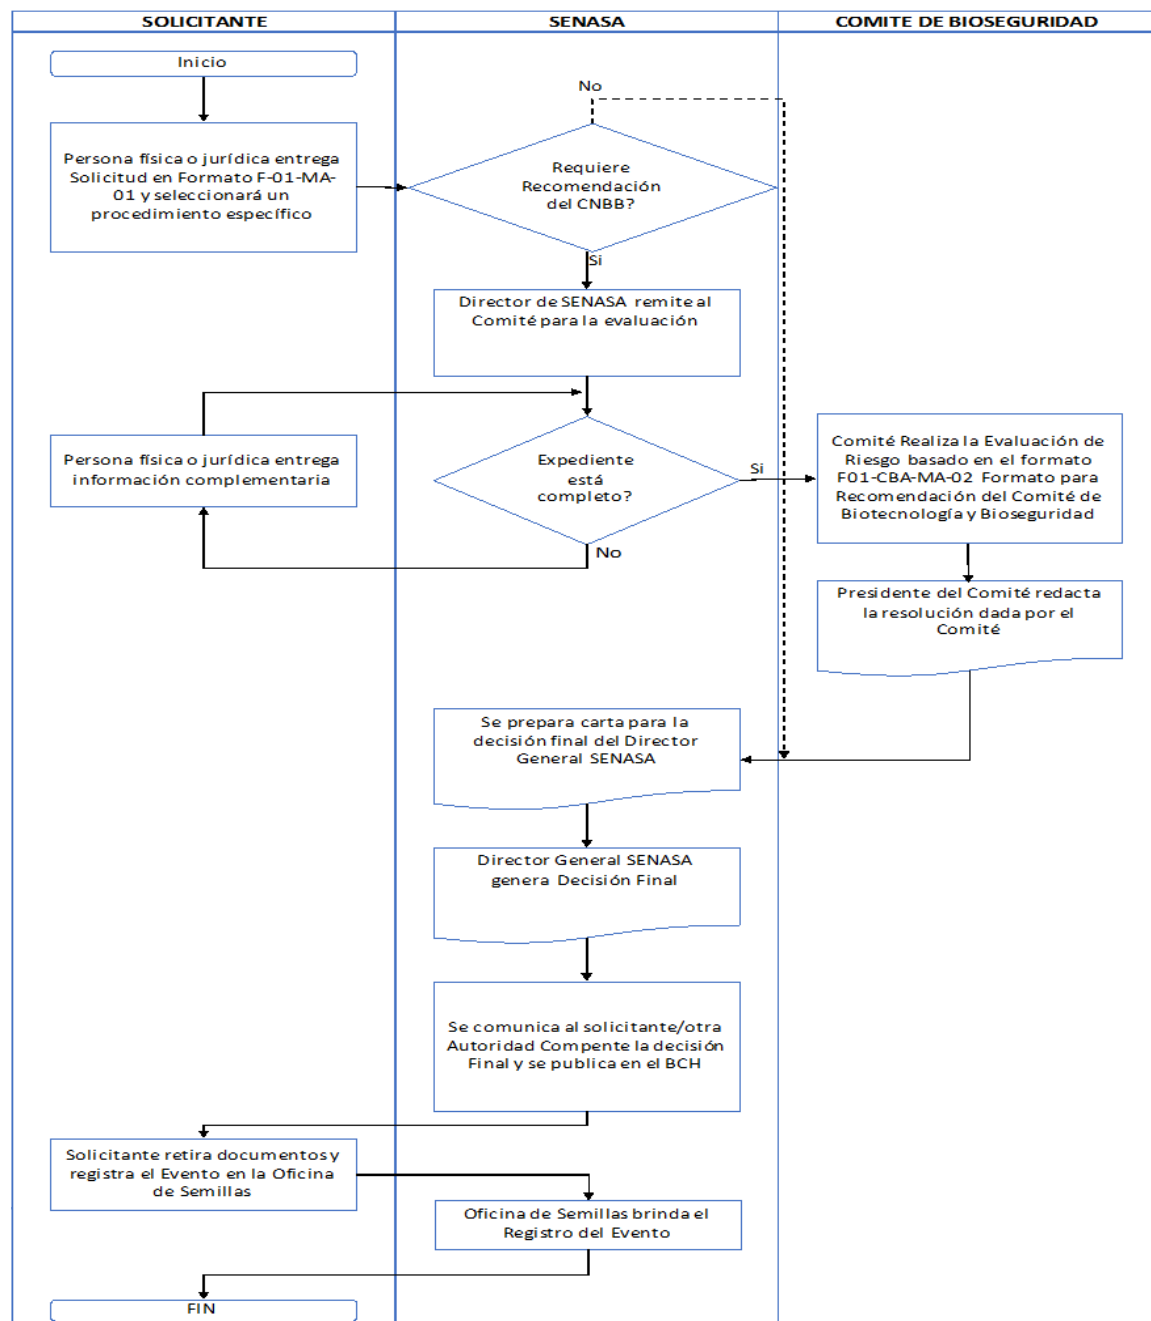 SOLICITANTE
SENASA
COMITE DE BIOSEGURIDAD
Inicio
No
Persona física o jurídica entrega
Solicitud en Formato F-01-MA-
01 y seleccionará un
procedimiento específico
Requiere
Recomendación
del CNBB?
Si
Director de SENASA remite al
Comité para la evaluación
Persona física o jurídica entrega
información complementaria
Expediente
está
completo?
Si
No
Comité Realiza la Evaluación de
Riesgo basado en el formato
F01-CBA-MA-02 Formato para
Recomendación del Comité de
Biotecnología y Bioseguridad
Presidente del Comité redacta
la resolución dada por el
Comité
Se prepara carta para la
decisión final del Director
General SENASA
Director General SENASA
genera Decisión Final
Se comunica al solicitante/otra
Autoridad Compente la decisión
Final y se publica en el BCH
Solicitante retira documentos y
registra el Evento en la Oficina
de Semillas
Oficina de Semillas brinda el
Registro del Evento
FIN